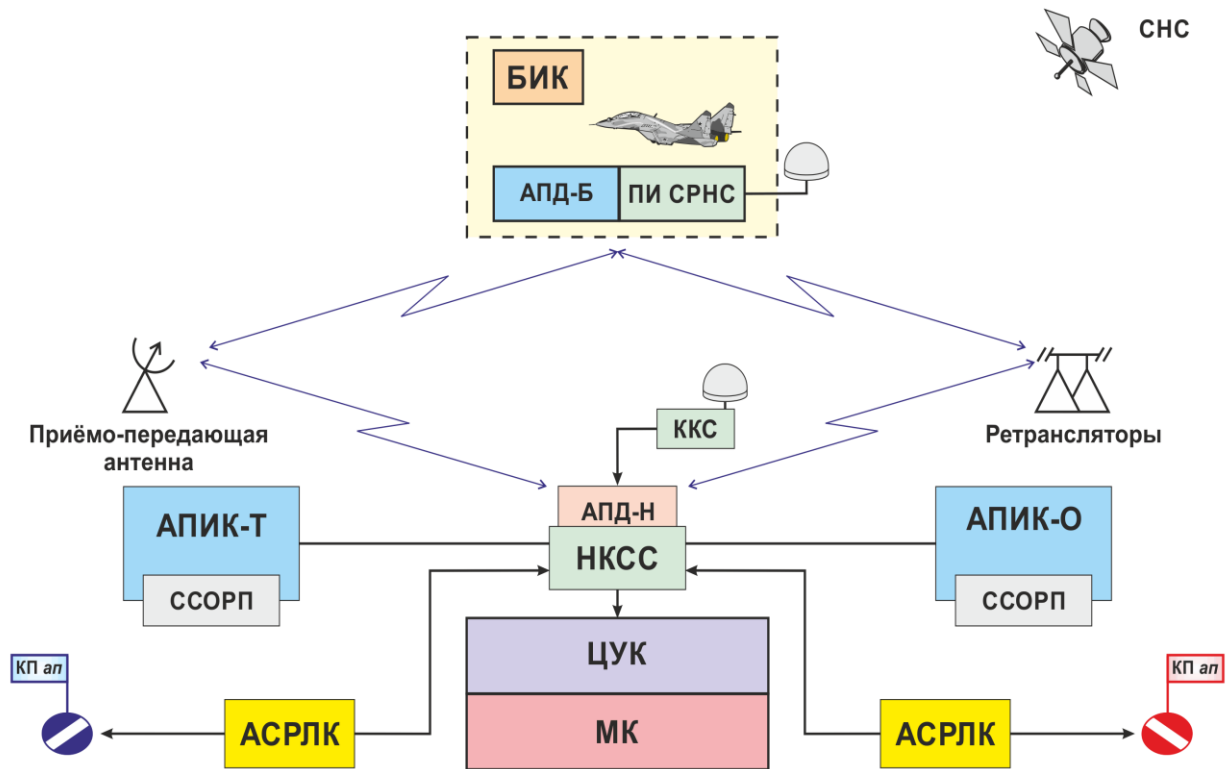 СНС
БИК
АПД-Б
ПИ СРНС
Приёмо-передающая
антенна
ККС
Ретрансляторы
АПИК-Т
АПД-Н
АПИК-О
НКСС
ССОРП
ССОРП
ЦУК
КП ап
КП ап
АСРЛК
МК
АСРЛК